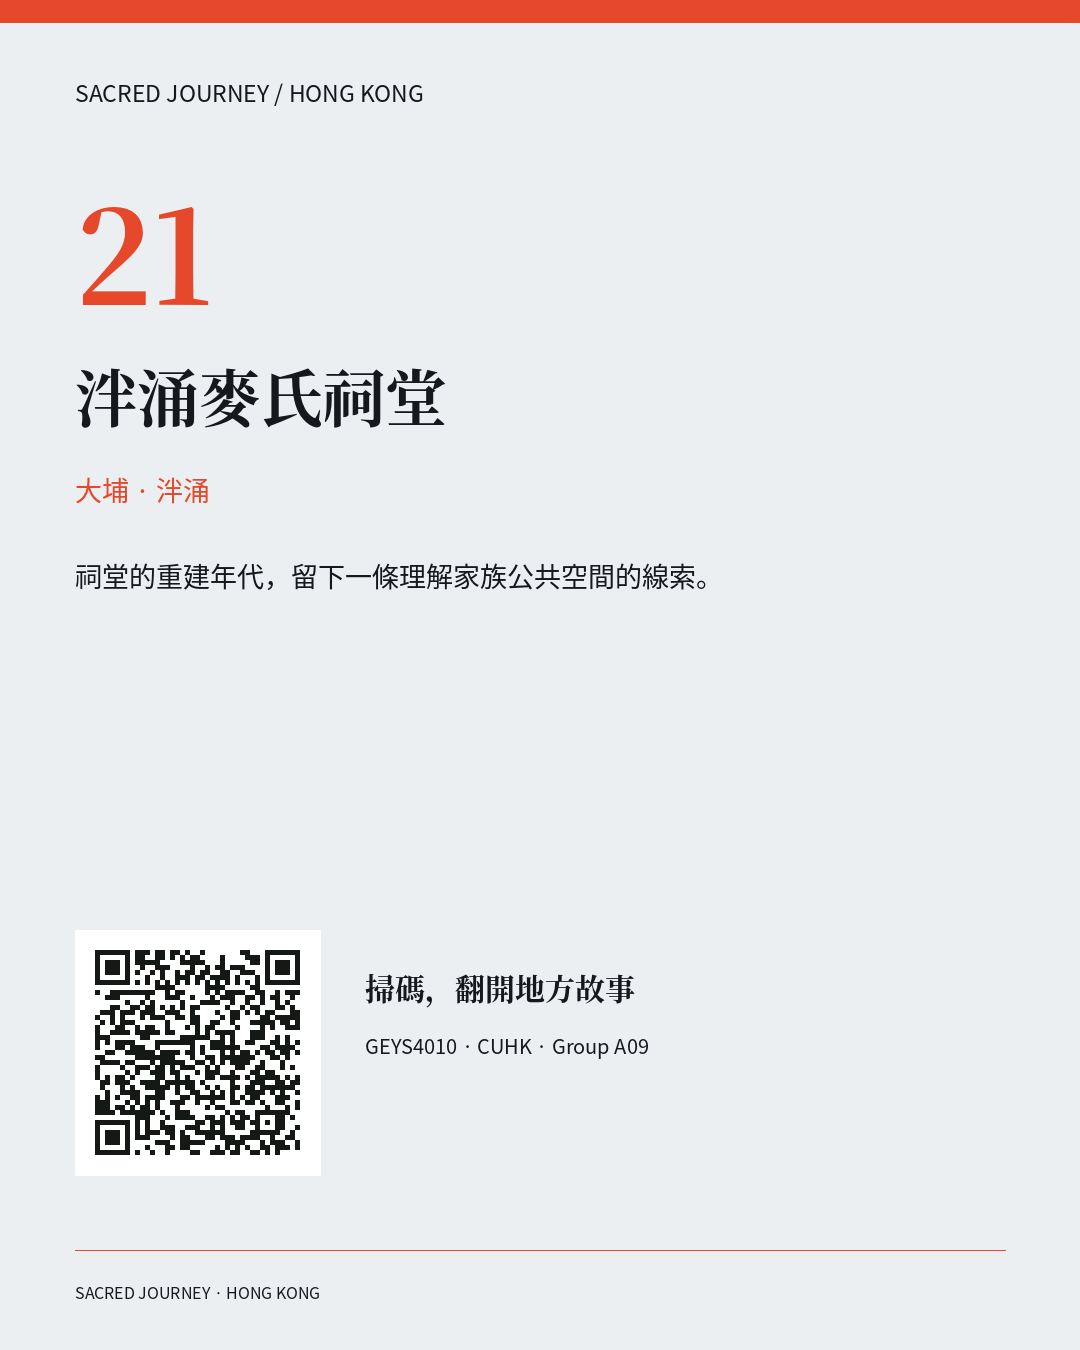 SACRED JOURNEY / HONG KONG
21
泮涌麥氏祠堂
大埔 · 泮涌
祠堂的重建年代，留下一條理解家族公共空間的線索。
掃碼，翻開地方故事
GEYS4010 · CUHK · Group A09
SACRED JOURNEY · HONG KONG